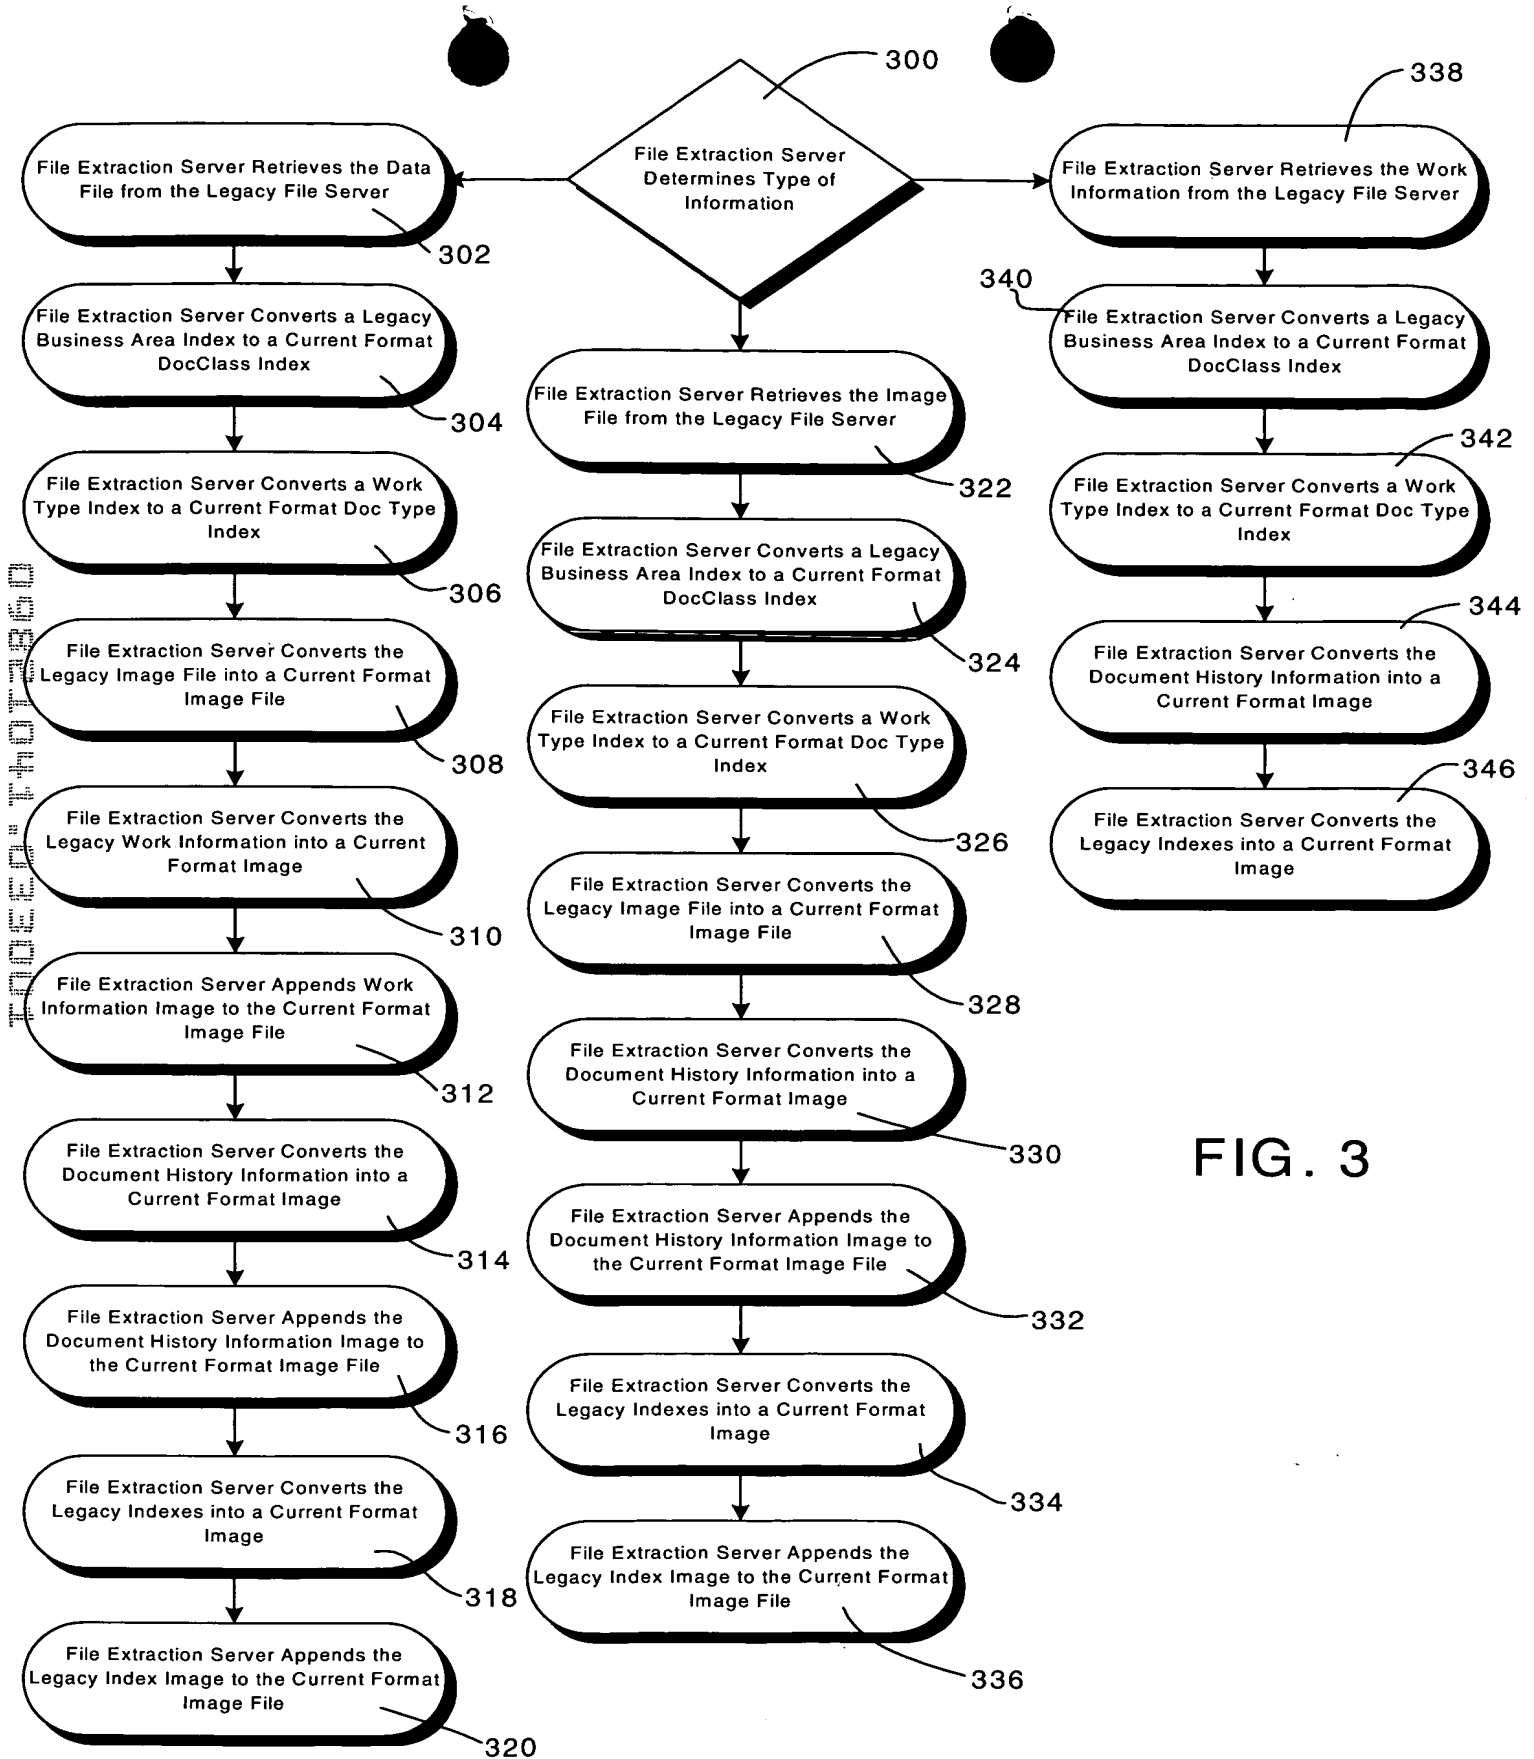 300
File Extraction Server
Determines Type of
Information
File Extraction Server Retrieves the Data
File from the Legacy File Server
302
File Extraction Server Converts a Legacy
Business Area Index to a Current Format
DocClass Index
304
File Extraction Server Converts a Work
Type Index to a Current Format Doc Type
Index
306
File Extraction Server Converts the
Legacy Image File into a Current Format
Image File
308
File Extraction Server Converts the
Legacy Work Information into a Current
Format Image
310
File Extraction Server Appends Work
Information Image to the Current Format
Image File
312
File Extraction Server Converts the
Document History Information into a
Current Format Image
314
File Extraction Server Appends the
Document History Information Image to
the Current Format Image File
316
File Extraction Server Converts the
Legacy Indexes into a Current Format
Image
318
File Extraction Server Appends the
Legacy Index Image to the Current Format
Image File
320
File Extraction Server Retrieves the Image
File from the Legacy File Server
322
File Extraction Server Converts a Legacy
Business Area Index to a Current Format
DocClass Index
324
File Extraction Server Converts a Work
Type Index to a Current Format Doc Type
Index
326
File Extraction Server Converts the
Legacy Image File into a Current Format
Image File
328
File Extraction Server Converts the
Document History Information into a
Current Format Image
330
File Extraction Server Appends the
Document History Information Image to
the Current Format Image File
332
File Extraction Server Converts the
Legacy Indexes into a Current Format
Image
334
File Extraction Server Appends the
Legacy Index Image to the Current Format
Image File
336
338
File Extraction Server Retrieves the Work
Information from the Legacy File Server
340
File Extraction Server Converts a Legacy
Business Area Index to a Current Format
DocClass Index
342
File Extraction Server Converts a Work
Type Index to a Current Format Doc Type
Index
344
File Extraction Server Converts the
Document History Information into a
Current Format Image
346
File Extraction Server Converts the
Legacy Indexes into a Current Format
Image
FIG. 3